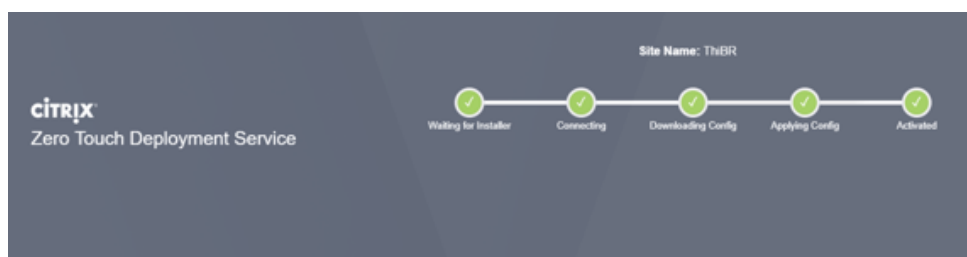 Site Name: ThiBR
CITRIX
Zero Touch Deployment Service
Waiting for Installer
Connecting
Downloading Config
Applying Config
Activated